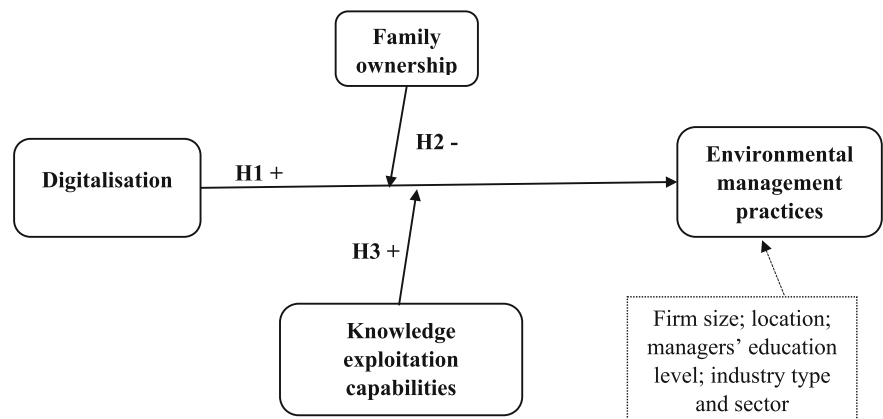 Family
ownership
H2 -
Digitalisation
H1 +
Environmental
management
practices
H3 +
Knowledge
exploitation
capabilities
Firm size; location;
managers’ education
level; industry type
and sector